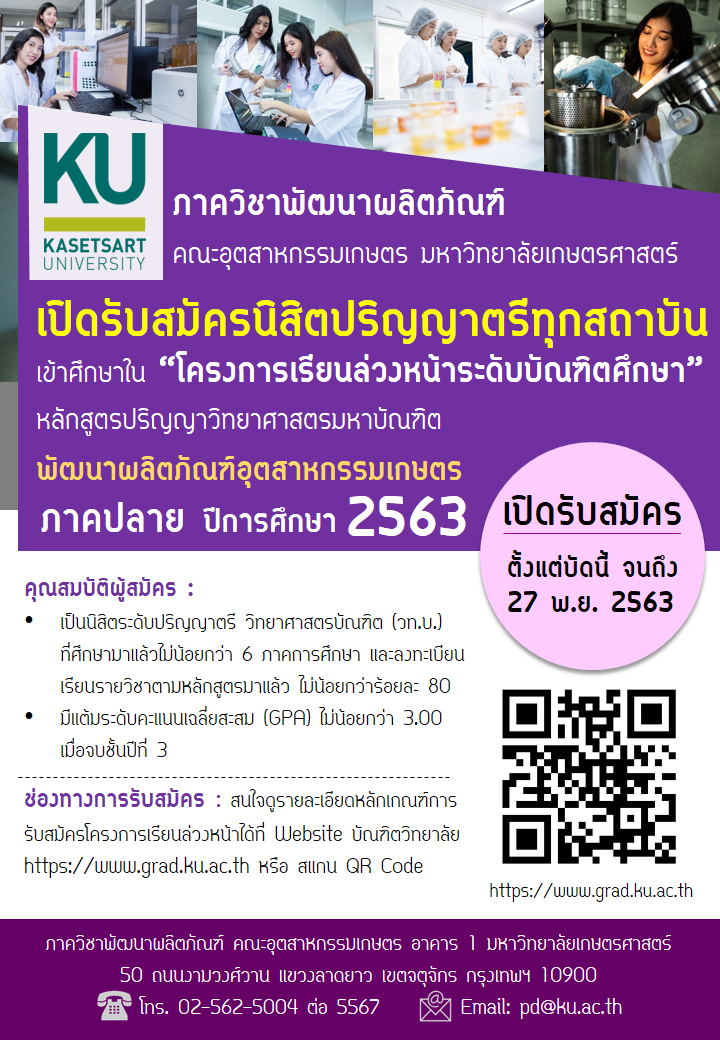 KU
KASETSART
UNIVERSITY
ภาควิชาพัฒนาผลิตภัณฑ์
คณะอุตสาหกรรมเกษตร มหาวิทยาลัยเกษตรศาสตร์
เปิดรับสมัครนิสิตปริญญาตรีทุกสถาบัน
เข้าศึกษาใน “โครงการเรียนล่วงหน้าระดับบัณฑิตศึกษา”
หลักสูตรปริญญาวิทยาศาสตรมหาบัณฑิต
พัฒนาผลิตภัณฑ์อุตสาหกรรมเกษตร
ภาคปลาย ปีการศึกษา 2563
เปิดรับสมัคร
ตั้งแต่บัดนี้ จนถึง
27 พ.ย. 2563
คุณสมบัติผู้สมัคร :
• เป็นนิสิตระดับปริญญาตรี วิทยาศาสตรบัณฑิต (วท.บ.)
ที่ศึกษามาแล้วไม่น้อยกว่า 6 ภาคการศึกษา และลงทะเบียน
เรียนรายวิชาตามหลักสูตรมาแล้ว ไม่น้อยกว่าร้อยละ 80
• มีแต้มระดับคะแนนเฉลี่ยสะสม (GPA) ไม่น้อยกว่า 3.00
เมื่อจบชั้นปีที่ 3
ช่องทางการรับสมัคร : สนใจดูรายละเอียดหลักเกณฑ์การ
รับสมัครโครงการเรียนล่วงหน้าได้ที่ Website บัณฑิตวิทยาลัย
https://www.grad.ku.ac.th หรือ สแกน QR Code
https://www.grad.ku.ac.th
ภาควิชาพัฒนาผลิตภัณฑ์ คณะอุตสาหกรรมเกษตร อาคาร 1 มหาวิทยาลัยเกษตรศาสตร์
50 ถนนงามวงศ์วาน แขวงลาดยาว เขตจตุจักร กรุงเทพฯ 10900
โทร. 02-562-5004 ต่อ 5567 Email: pd@ku.ac.th